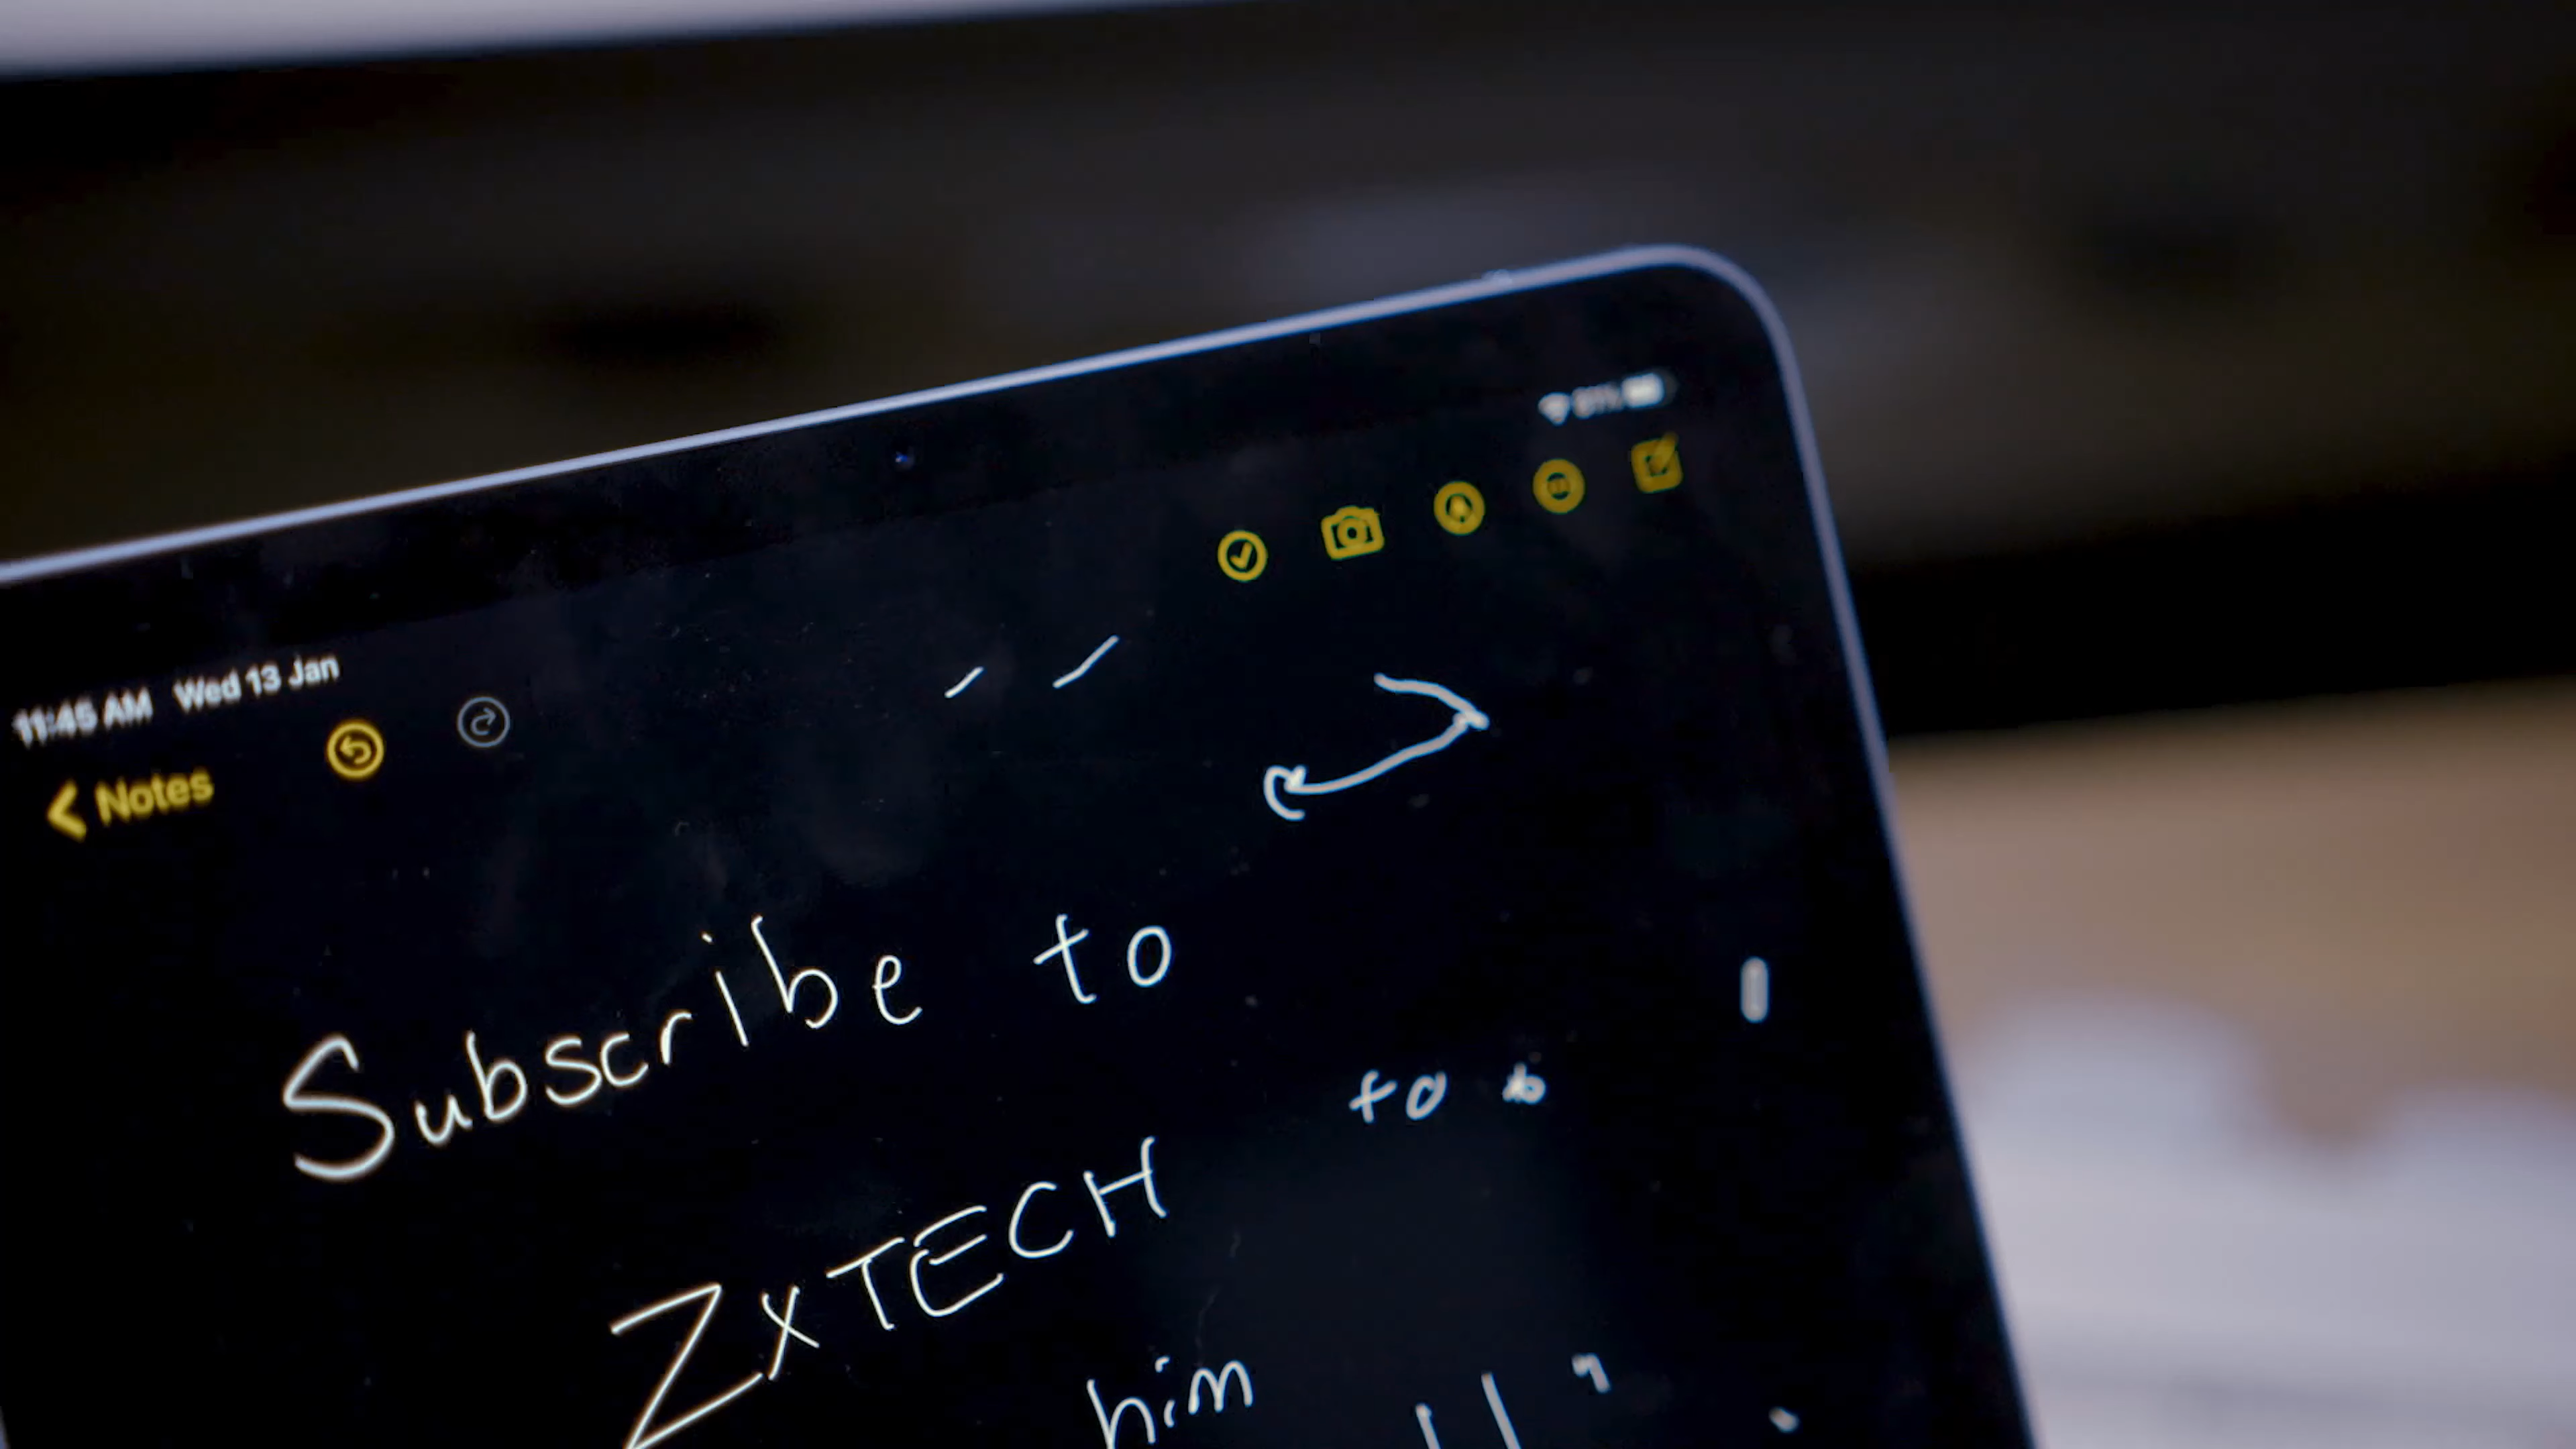 11:45 AM Wed 13 Jan
Notes
Subscribe to
to
ZXTECH
him